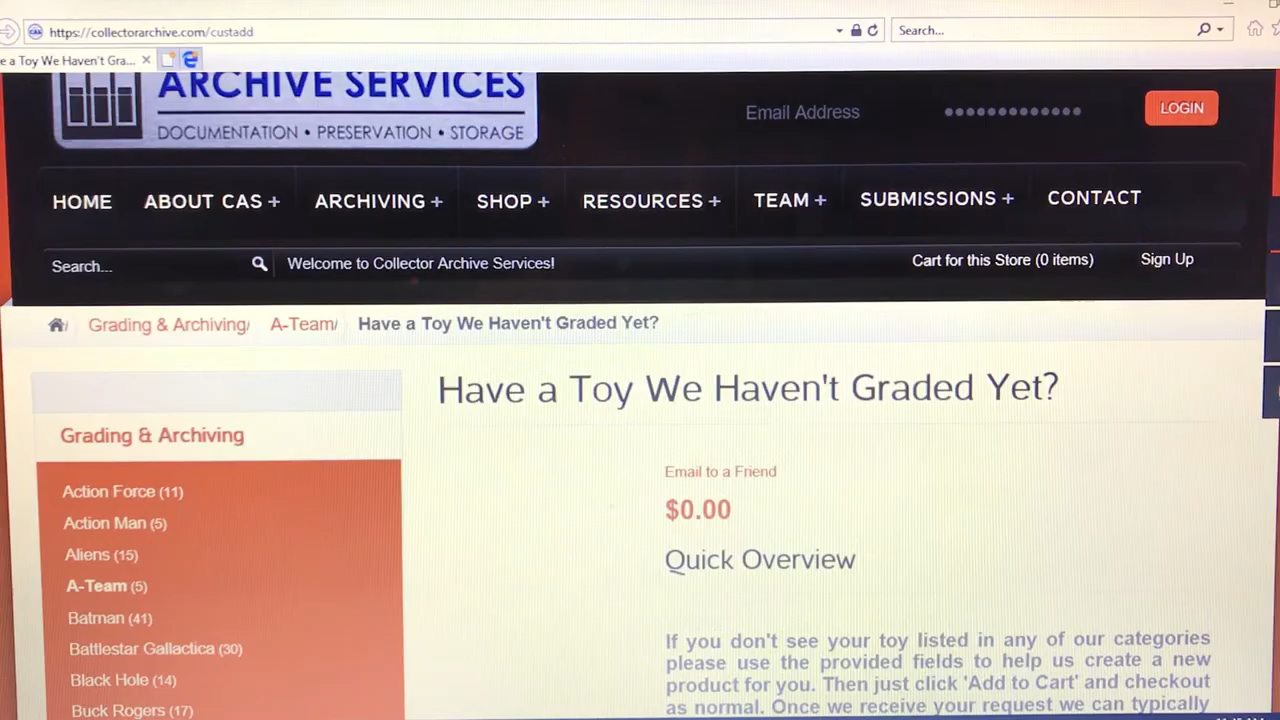 https://collectorarchive.com/custadd
Search...
e a Toy We Haven't Gra...
ARCHIVE SERVICES
DOCUMENTATION • PRESERVATION • STORAGE
Email Address
LOGIN
HOME
ABOUT CAS +
ARCHIVING +
SHOP +
RESOURCES +
TEAM +
SUBMISSIONS +
CONTACT
Search...
Welcome to Collector Archive Services!
Cart for this Store (0 items)
Sign Up
Grading & Archiving/ A-Team/ Have a Toy We Haven't Graded Yet?
Have a Toy We Haven't Graded Yet?
Grading & Archiving
Action Force (11)
Action Man (5)
Aliens (15)
A-Team (5)
Batman (41)
Battlestar Gallactica (30)
Black Hole (14)
Buck Rogers (17)
Email to a Friend
$0.00
Quick Overview
If you don't see your toy listed in any of our categories
please use the provided fields to help us create a new
product for you. Then just click 'Add to Cart' and checkout
as normal. Once we receive your request we can typically